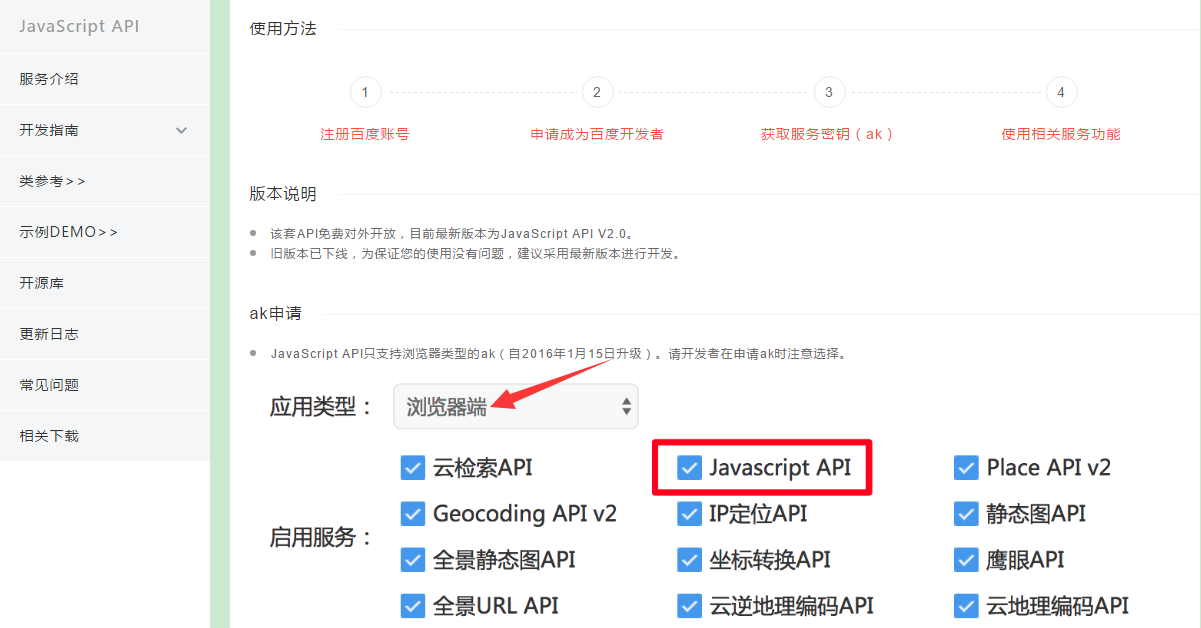 JavaScript API
服务介绍
开发指南
类参考>>
示例DEMO>>
开源库
更新日志
常见问题
相关下载
使用方法
1 2 3 4
注册百度账号 申请成为百度开发者 获取服务密钥（ak） 使用相关服务功能
版本说明
该套API免费对外开放，目前最新版本为JavaScript API V2.0。
旧版本已下线，为保证您的使用没有问题，建议采用最新版本进行开发。
ak申请
JavaScript API只支持浏览器类型的ak（自2016年1月15日升级）。请开发者在申请ak时注意选择。
应用类型： 浏览器端
启用服务：
云检索API Javascript API Place API v2
Geocoding API v2 IP定位API 静态图API
全景静态图API 坐标转换API 鹰眼API
全景URL API 云逆地理编码API 云地理编码API